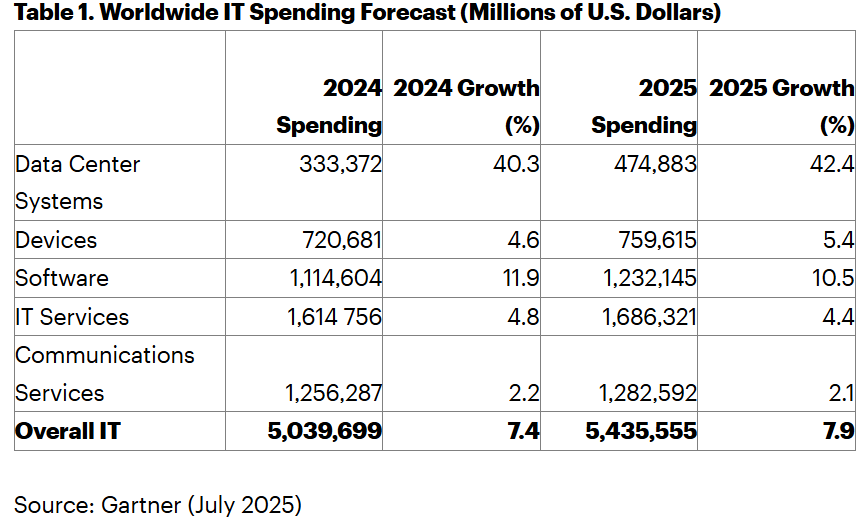 Table 1. Worldwide IT Spending Forecast (Millions of U.S. Dollars)
2024 2024 Growth 2025 2025 Growth
Spending (%) Spending (%)
Data Center 333,372 40.3 474,883 42.4
Systems
Devices 720,681 4.6 759,615 5.4
Software 1,114,604 11.9 1,232,145 10.5
IT Services 1,614 756 4.8 1,686,321 4.4
Communications
Services 1,256,287 2.2 1,282,592 2.1
Overall IT 5,039,699 7.4 5,435,555 7.9
Source: Gartner (July 2025)